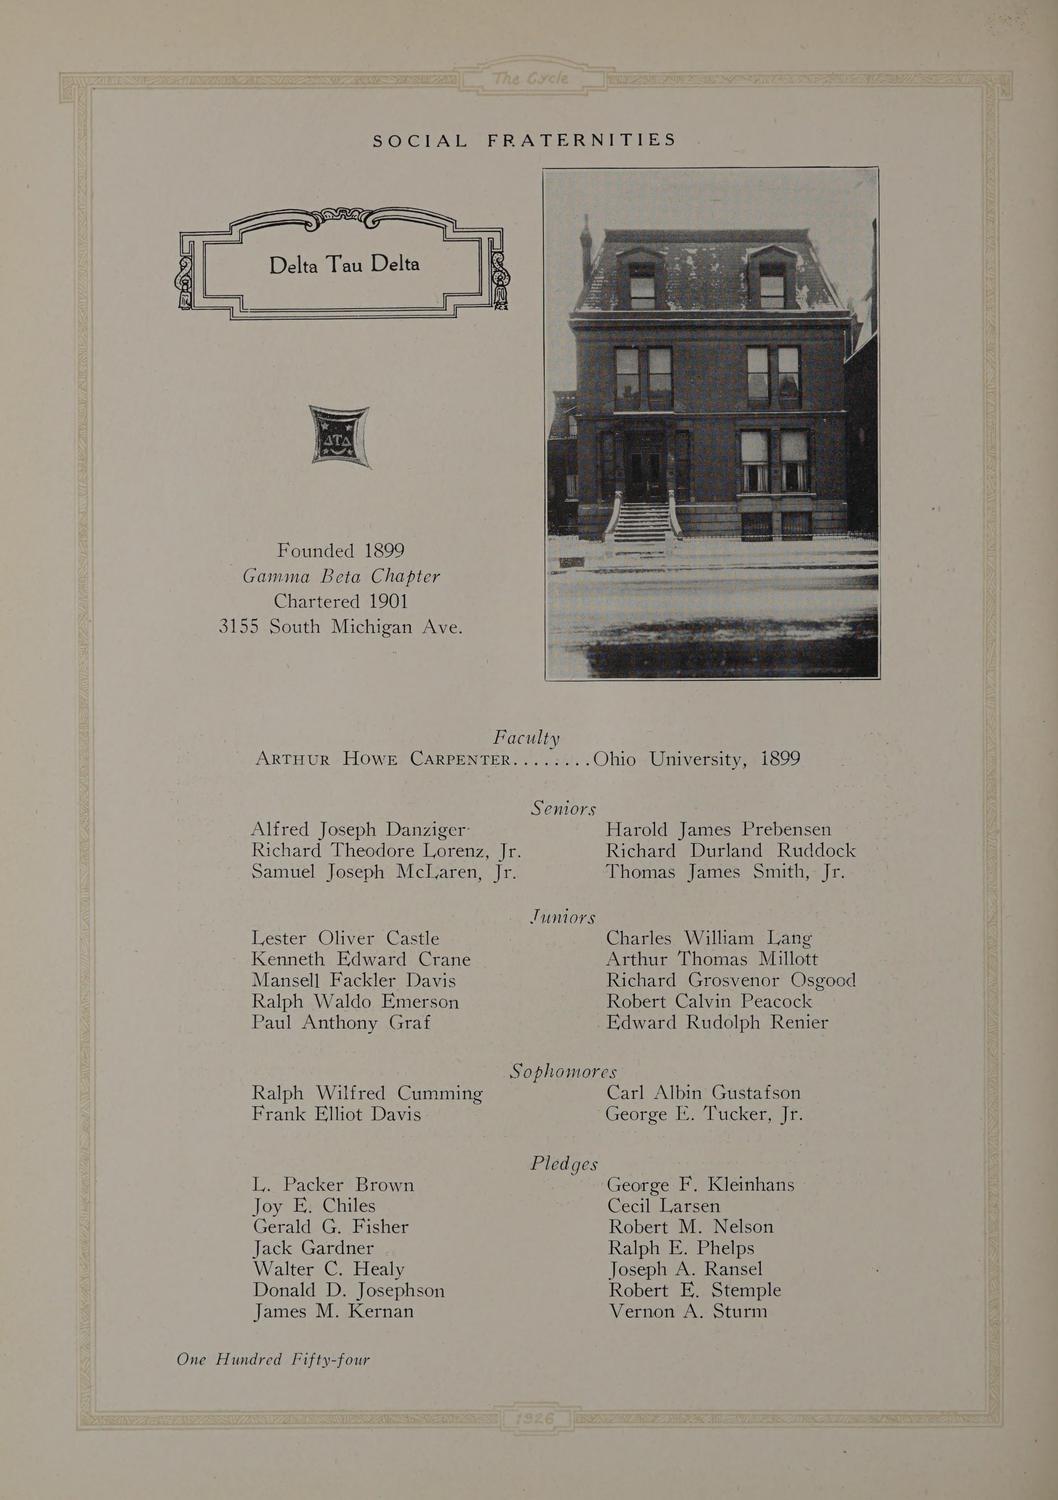 The Cycle
SOCIAL FRATERNITIES
Delta Tau Delta
ΔΤΔ
Founded 1899
Gamma Beta Chapter
Chartered 1901
3155 South Michigan Ave.
Faculty
ARTHUR HOWE CARPENTER........Ohio University, 1899
Seniors
Alfred Joseph Danziger
Richard Theodore Lorenz, Jr.
Samuel Joseph McLaren, Jr.
Harold James Prebensen
Richard Durland Ruddock
Thomas James Smith, Jr.
Juniors
Lester Oliver Castle
Kenneth Edward Crane
Mansell Fackler Davis
Ralph Waldo Emerson
Paul Anthony Graf
Charles William Lang
Arthur Thomas Millott
Richard Grosvenor Osgood
Robert Calvin Peacock
Edward Rudolph Renier
Sophomores
Ralph Wilfred Cumming
Frank Elliot Davis
Carl Albin Gustafson
George E. Tucker, Jr.
Pledges
L. Packer Brown
Joy E. Chiles
Gerald G. Fisher
Jack Gardner
Walter C. Healy
Donald D. Josephson
James M. Kernan
George F. Kleinhans
Cecil Larsen
Robert M. Nelson
Ralph E. Phelps
Joseph A. Ransel
Robert E. Stemple
Vernon A. Sturm
One Hundred Fifty-four
1926